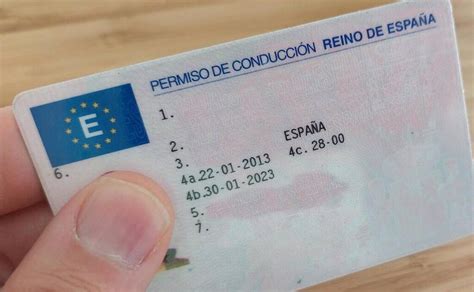 PERMISO DE CONDUCCIÓN REINO DE ESPAÑA
E
1.
2.
ESPAÑA
3.
4a.22-01-2013 4c. 28-00
4b.30-01-2023
5.
6.
7.